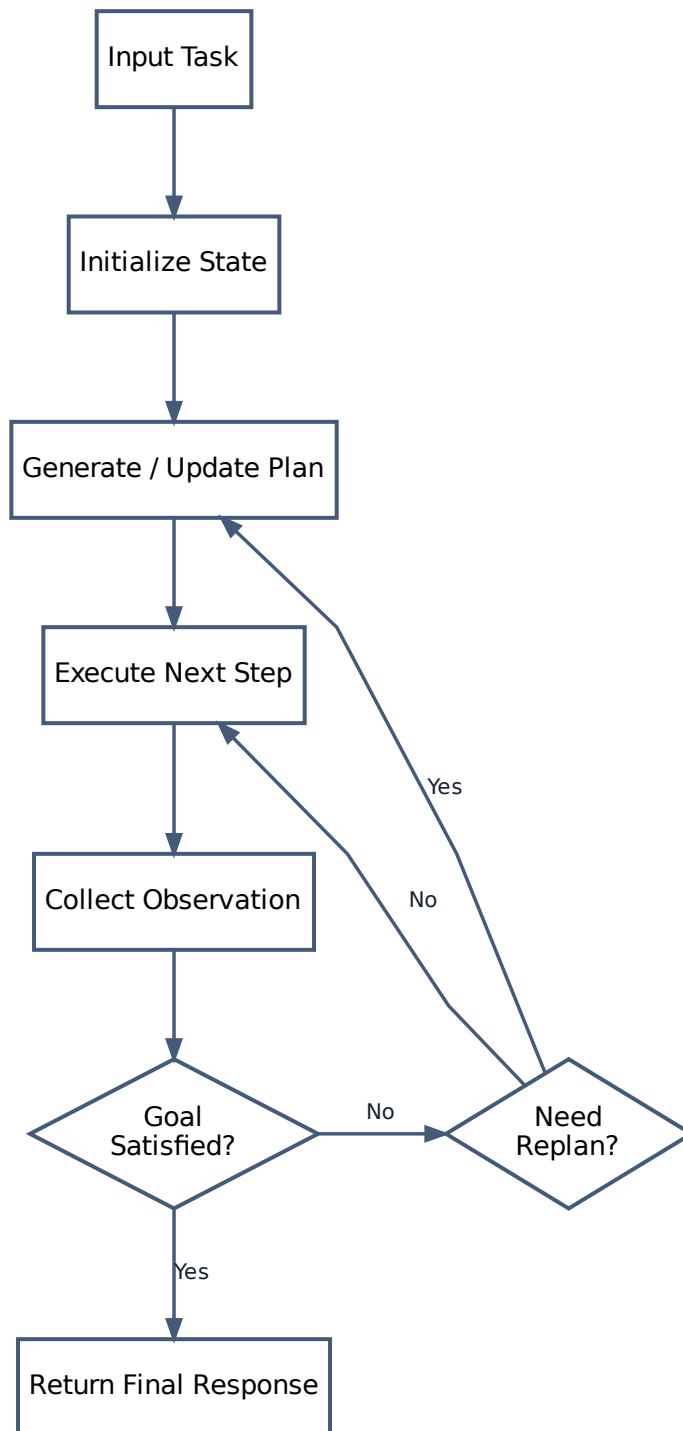 Input Task
Initialize State
Generate / Update Plan
Execute Next Step
Yes
No
Collect Observation
No
Goal
Satisfied?
Need
Replan?
Yes
Return Final Response